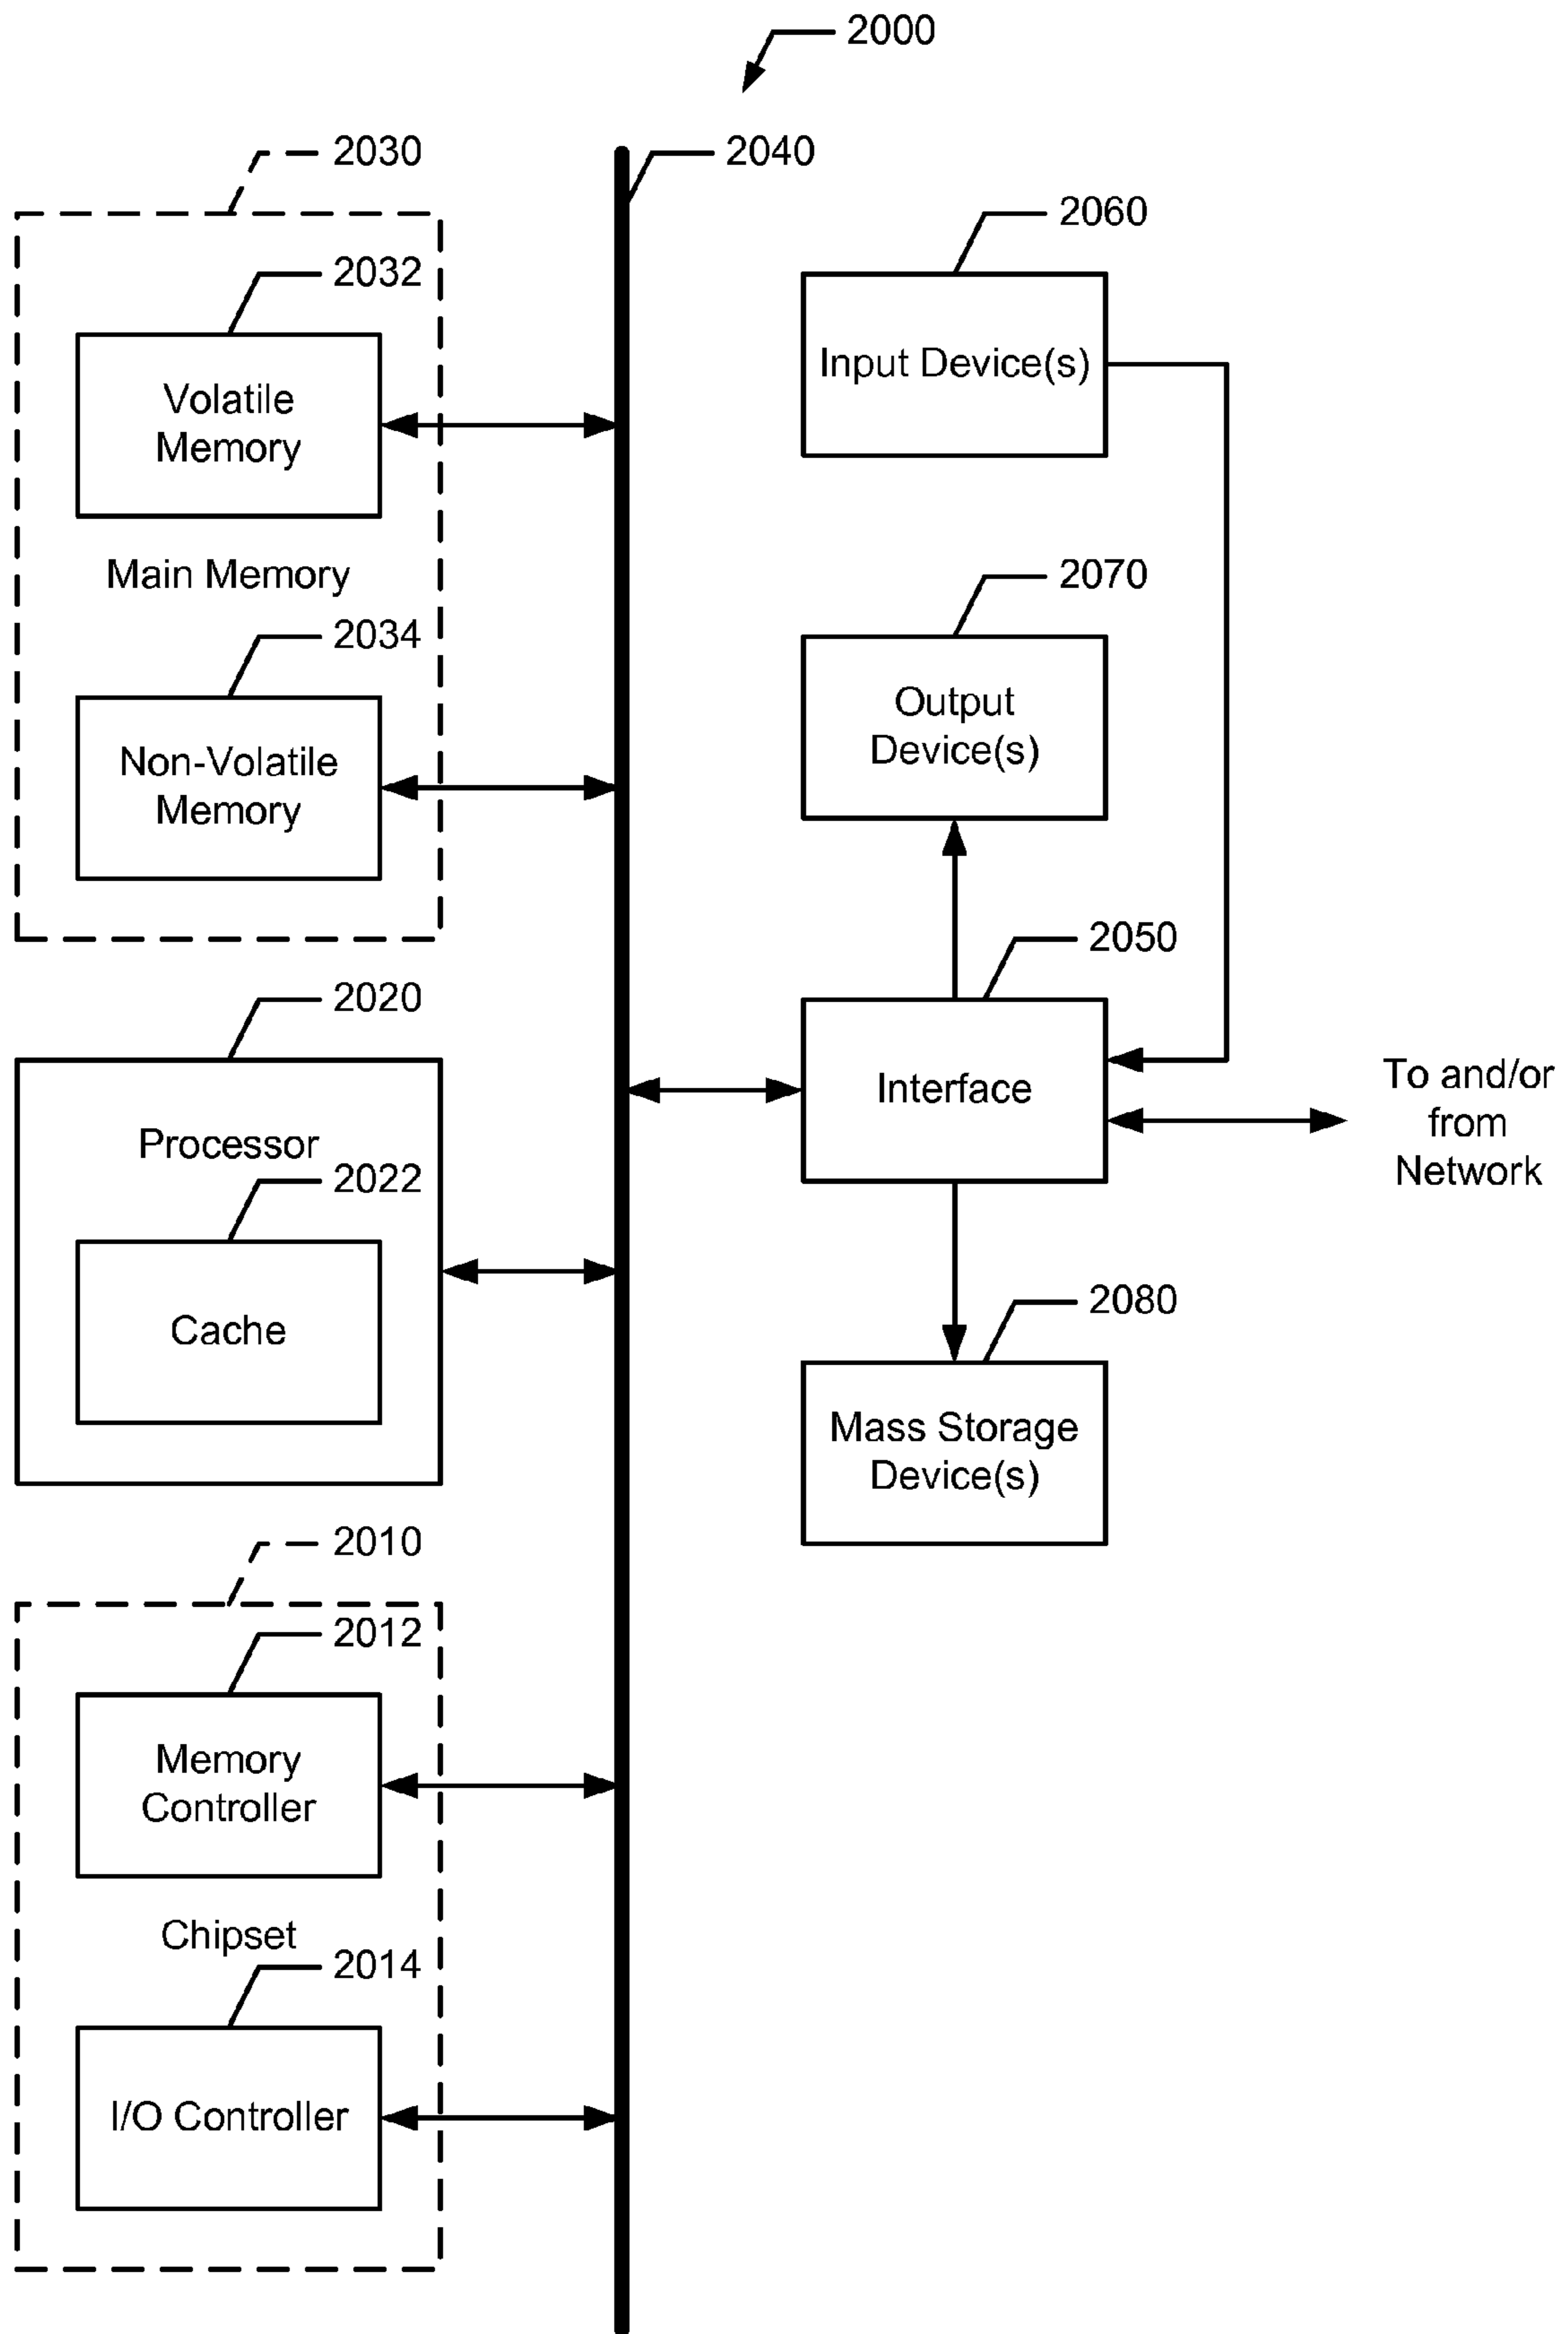 2000
2030
2040
2032
Volatile
Memory
Main Memory
2034
Non-Volatile
Memory
2020
Processor
2022
Cache
2010
2012
Memory
Controller
Chipset
2014
I/O Controller
2060
Input Device(s)
2070
Output
Device(s)
2050
Interface
To and/or
from
Network
2080
Mass Storage
Device(s)